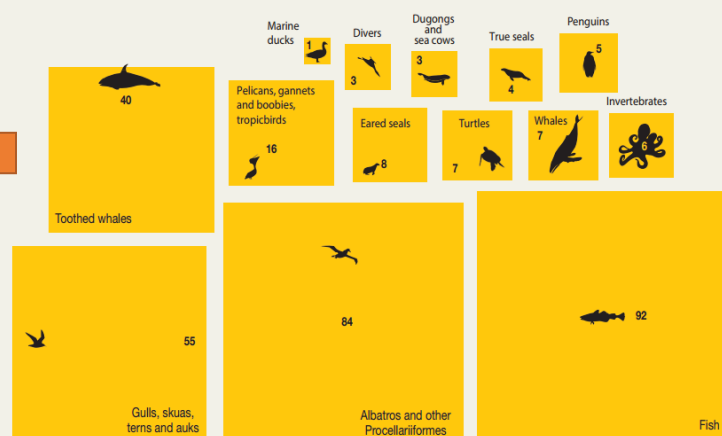 Marine
ducks
1
Divers
3
Dugongs
and
sea cows
3
True seals
4
Penguins
5
40
Toothed whales
Pelicans, gannets
and boobies,
tropicbirds
16
Eared seals
8
Turtles
7
Whales
7
Invertebrates
6
55
Gulls, skuas,
terns and auks
84
Albatros and other
Procellariiformes
92
Fish